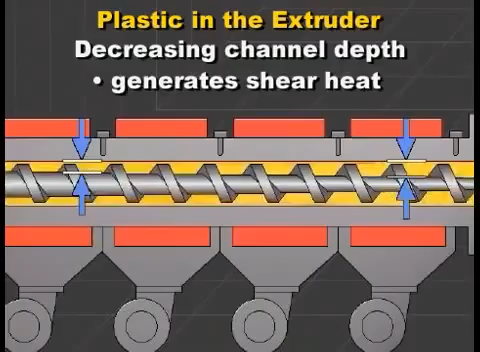 Plastic in the Extruder
Decreasing channel depth
• generates shear heat